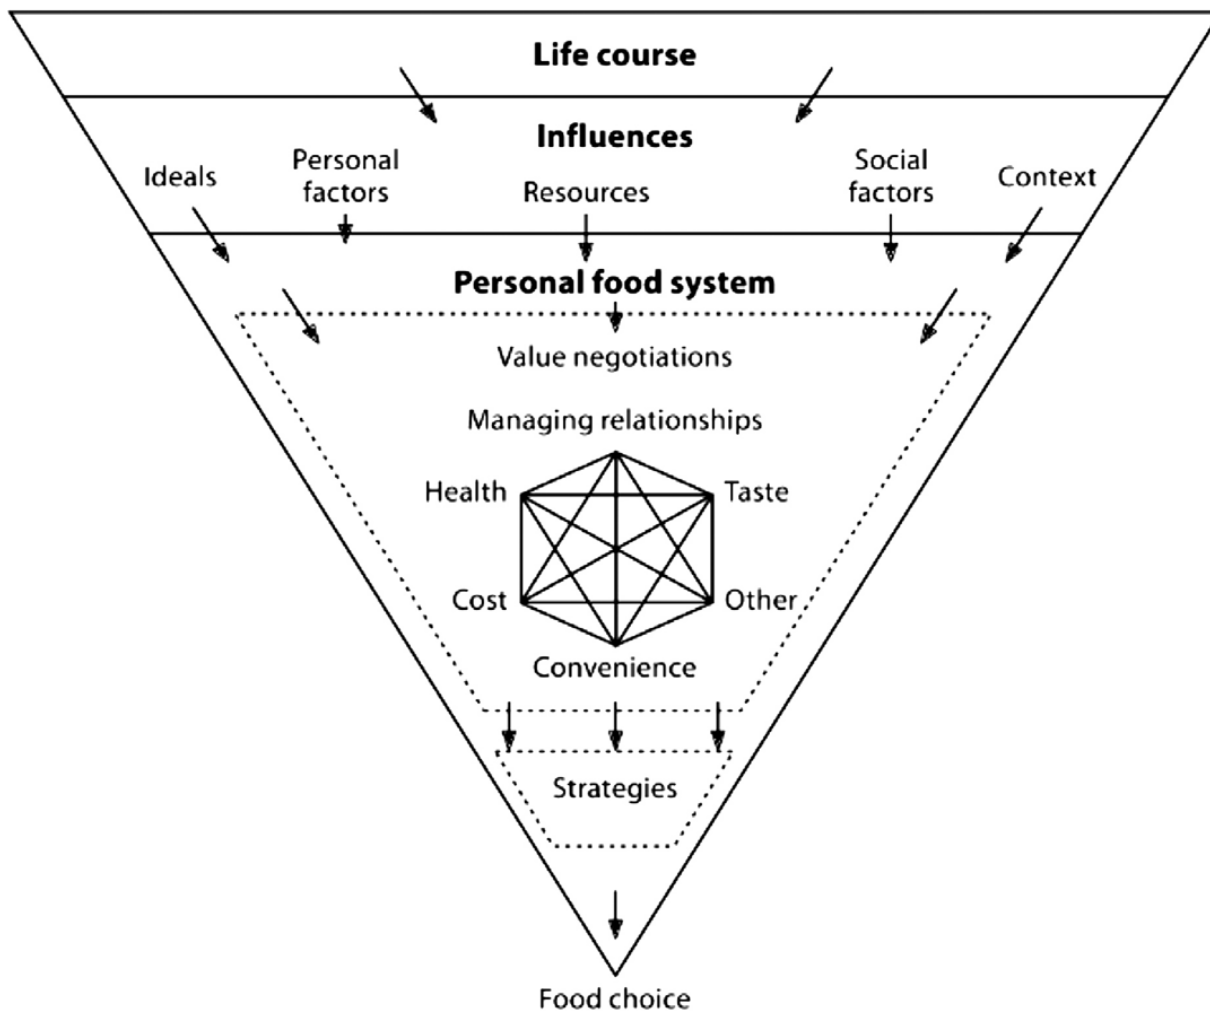 Life course
Influences
Ideals
Personal
factors
Resources
Social
factors
Context
Personal food system
Value negotiations
Managing relationships
Health
Taste
Cost
Other
Convenience
Strategies
Food choice